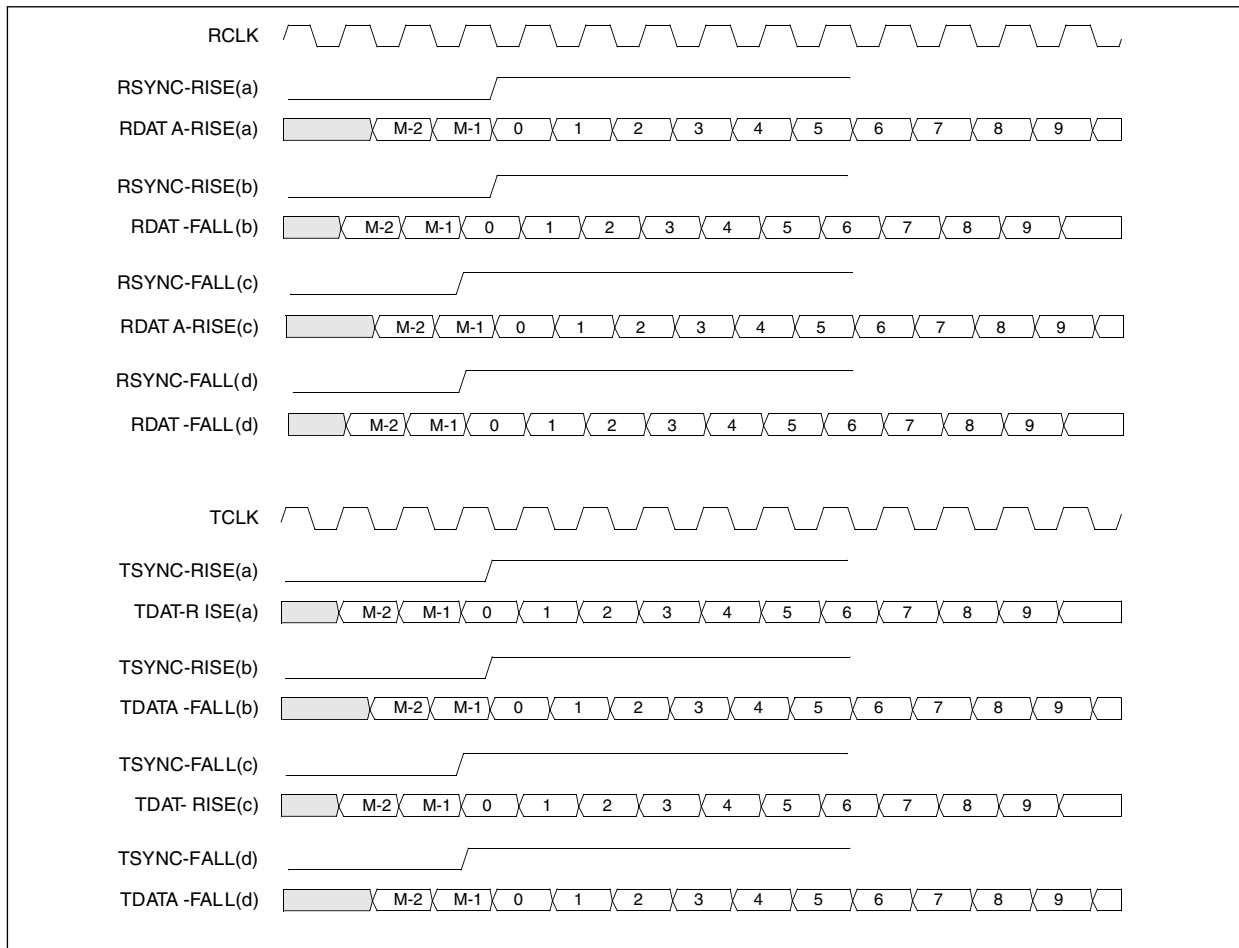 RCLK
RSYNC-RISE(a)
RDAT A-RISE(a) M-2 M-1 0 1 2 3 4 5 6 7 8 9
RSYNC-RISE(b)
RDAT -FALL(b) M-2 M-1 0 1 2 3 4 5 6 7 8 9
RSYNC-FALL(c)
RDAT A-RISE(c) M-2 M-1 0 1 2 3 4 5 6 7 8 9
RSYNC-FALL(d)
RDAT -FALL(d) M-2 M-1 0 1 2 3 4 5 6 7 8 9
TCLK
TSYNC-RISE(a)
TDAT-R ISE(a) M-2 M-1 0 1 2 3 4 5 6 7 8 9
TSYNC-RISE(b)
TDATA -FALL(b) M-2 M-1 0 1 2 3 4 5 6 7 8 9
TSYNC-FALL(c)
TDAT- RISE(c) M-2 M-1 0 1 2 3 4 5 6 7 8 9
TSYNC-FALL(d)
TDATA -FALL(d) M-2 M-1 0 1 2 3 4 5 6 7 8 9